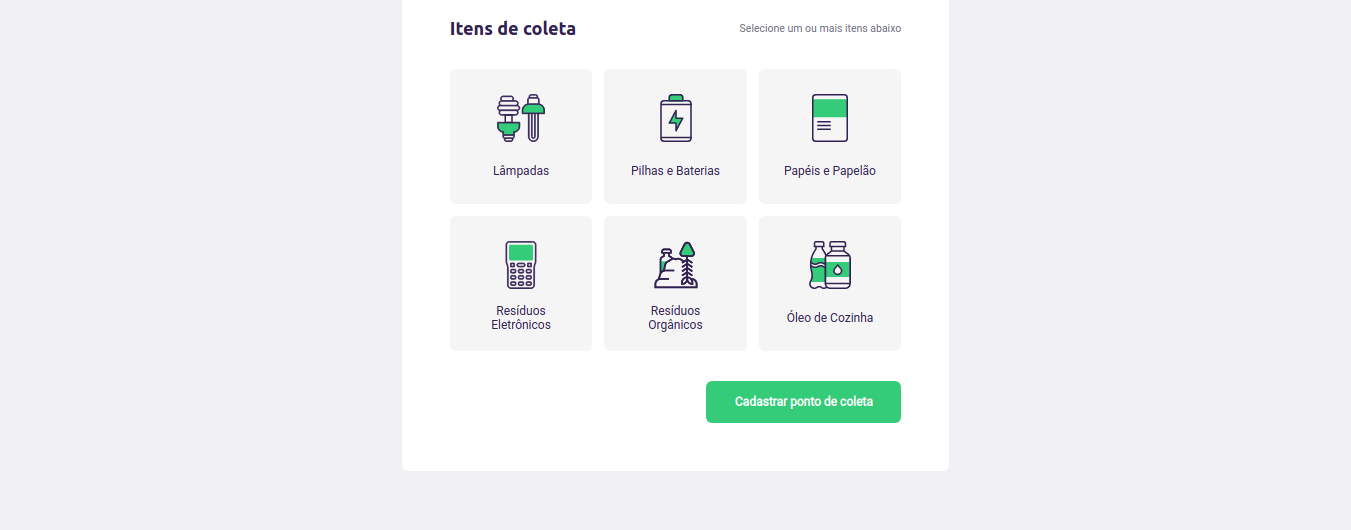 Itens de coleta
Selecione um ou mais itens abaixo
Lâmpadas
Pilhas e Baterias
Papéis e Papelão
Resíduos
Eletrônicos
Resíduos
Orgânicos
Óleo de Cozinha
Cadastrar ponto de coleta